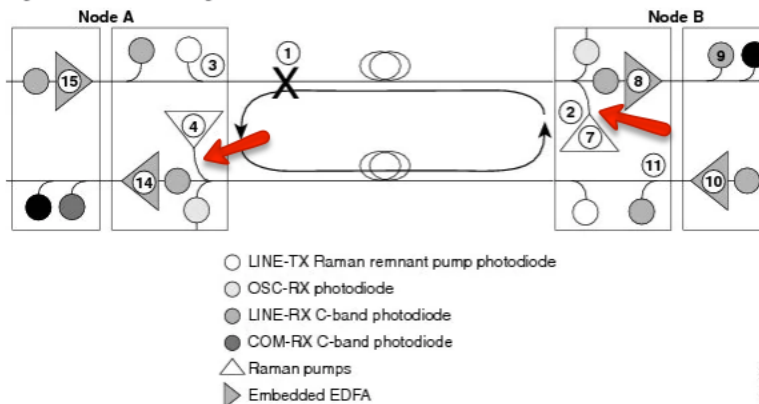 Node A
Node B
1
15
3
8
9
4
2
7
11
14
10
X
LINE-TX Raman remnant pump photodiode
OSC-RX photodiode
LINE-RX C-band photodiode
COM-RX C-band photodiode
Raman pumps
Embedded EDFA